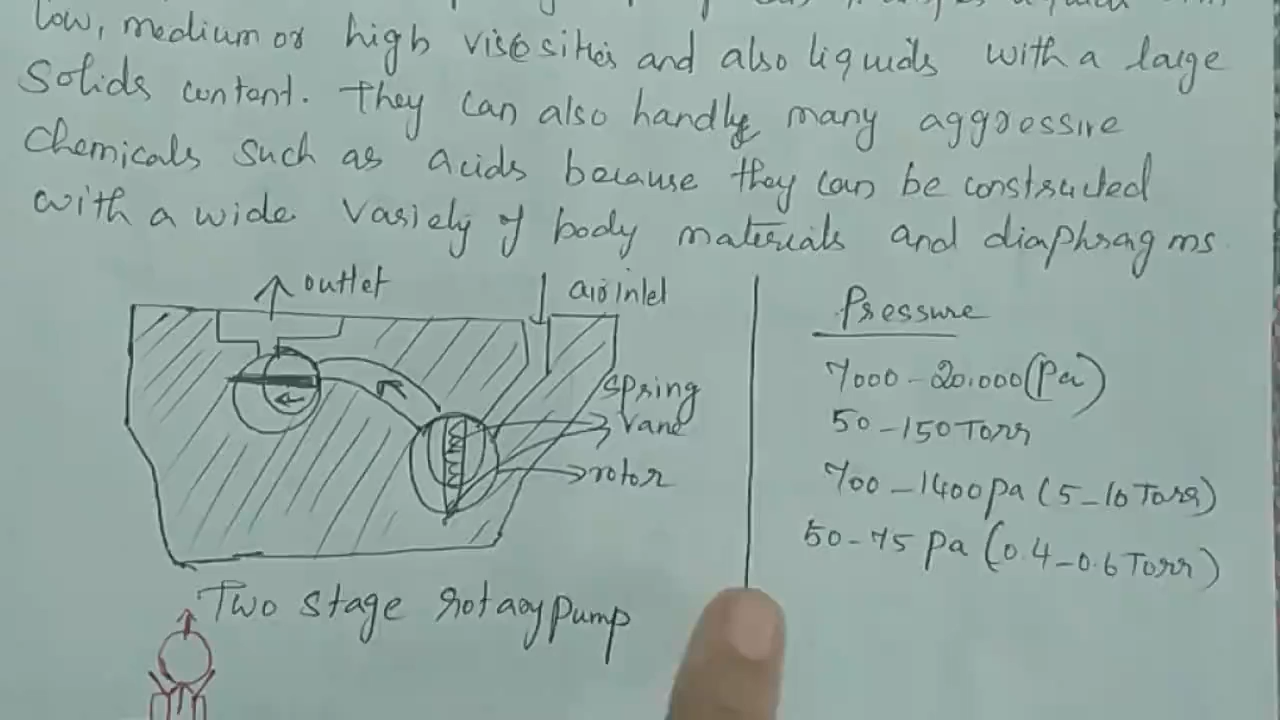 low, medium or high viscosities and also liquids with a large
solids content. They can also handly many aggressive
chemicals such as acids because they can be constructed
with a wide variety of body materials and diaphragms
outlet
air inlet
spring
vane
rotor
Two stage rotary pump
Pressure
7000 - 20.000 (Pa)
50 - 150 Torr
700 - 1400 pa (5 - 10 Torr)
50 - 75 pa (0.4 - 0.6 Torr)